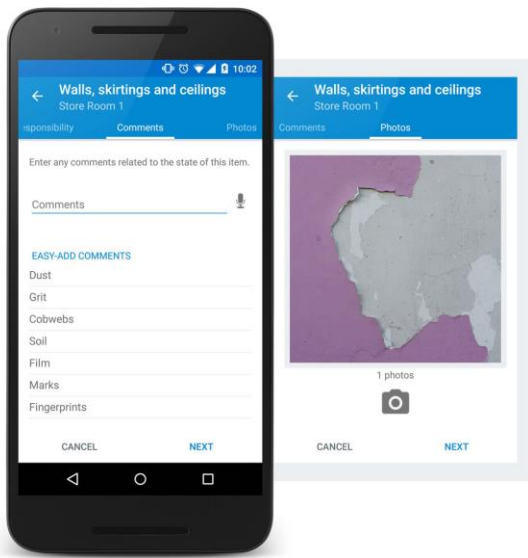 10:02
Walls, skirtings and ceilings
Store Room 1
esponsibility Comments Photos
Enter any comments related to the state of this item.
Comments
EASY-ADD COMMENTS
Dust
Grit
Cobwebs
Soil
Film
Marks
Fingerprints
CANCEL NEXT
Walls, skirtings and ceilings
Store Room 1
Comments Photos
1 photos
CANCEL NEXT